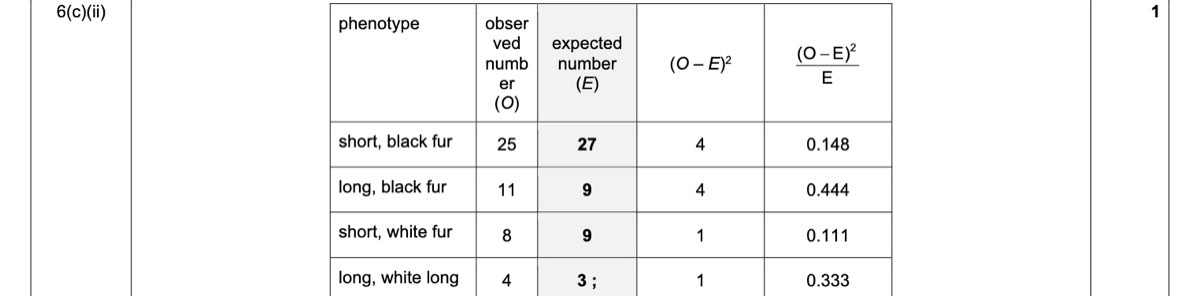 6(c)(ii)
1
phenotype
obser
ved
numb
er
(O)
expected
number
(E)
(O – E)²
(O – E)²
E
short, black fur 25 27 4 0.148
long, black fur 11 9 4 0.444
short, white fur 8 9 1 0.111
long, white long 4 3 ; 1 0.333